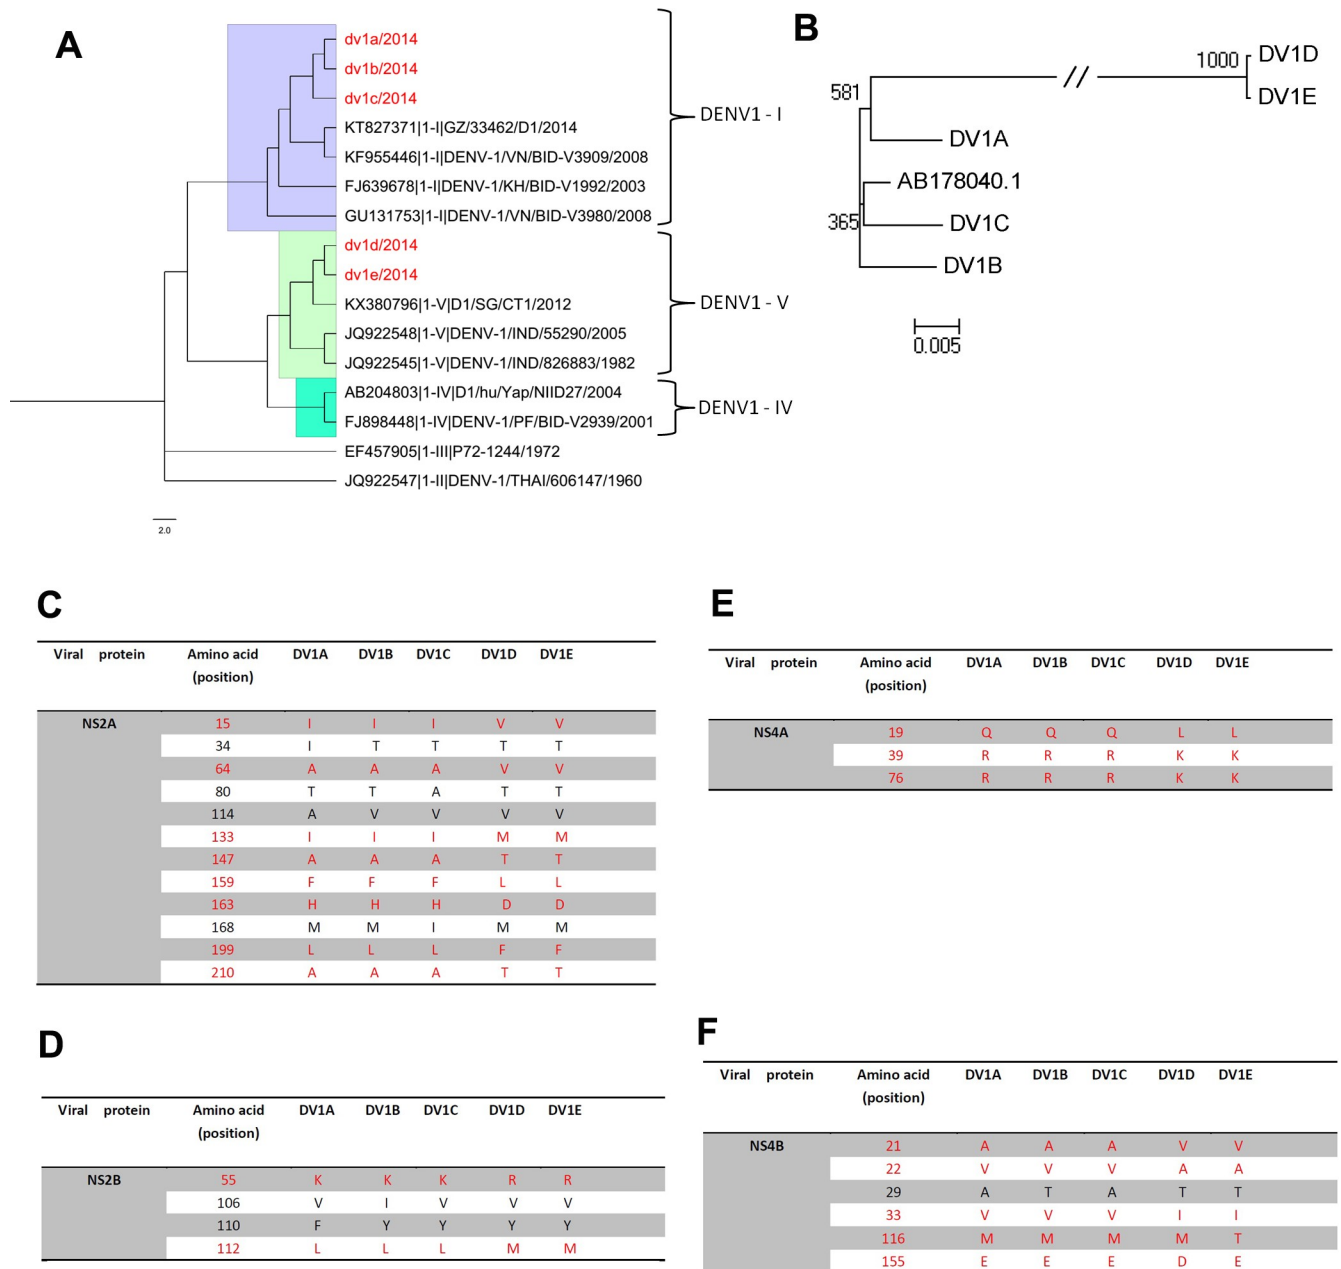 A
dv1a/2014
dv1b/2014
dv1c/2014
KT827371|1-I|GZ/33462/D1/2014
KF955446|1-I|DENV-1/VN/BID-V3909/2008
FJ639678|1-I|DENV-1/KH/BID-V1992/2003
GU131753|1-I|DENV-1/VN/BID-V3980/2008
dv1d/2014
dv1e/2014
KX380796|1-V|D1/SG/CT1/2012
JQ922548|1-V|DENV-1/IND/55290/2005
JQ922545|1-V|DENV-1/IND/826883/1982
AB204803|1-IV|D1/hu/Yap/NIID27/2004
FJ898448|1-IV|DENV-1/PF/BID-V2939/2001
EF457905|1-III|P72-1244/1972
JQ922547|1-II|DENV-1/THAI/606147/1960
DENV1 - I
DENV1 - V
DENV1 - IV
2.0
B
1000
DV1D
DV1E
581
DV1A
AB178040.1
365
DV1C
DV1B
0.005
C
Viral protein Amino acid (position) DV1A DV1B DV1C DV1D DV1E
NS2A 15 I I I V V
34 I T T T T
64 A A A V V
80 T T A T T
114 A V V V V
133 I I I M M
147 A A A T T
159 F F F L L
163 H H H D D
168 M M I M M
199 L L L F F
210 A A A T T
D
Viral protein Amino acid (position) DV1A DV1B DV1C DV1D DV1E
NS2B 55 K K K R R
106 V I V V V
110 F Y Y Y Y
112 L L L M M
E
Viral protein Amino acid (position) DV1A DV1B DV1C DV1D DV1E
NS4A 19 Q Q Q L L
39 R R R K K
76 R R R K K
F
Viral protein Amino acid (position) DV1A DV1B DV1C DV1D DV1E
NS4B 21 A A A V V
22 V V V A A
29 A T A T T
33 V V V I I
116 M M M M T
155 E E E D E